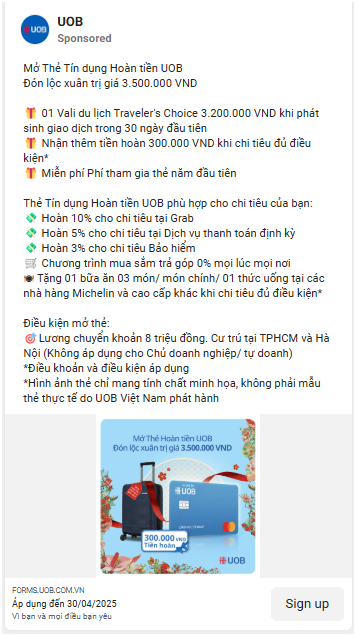 UOB
Sponsored
Mở Thẻ Tín dụng Hoàn tiền UOB
Đón lộc xuân trị giá 3.500.000 VND
🎁 01 Vali du lịch Traveler's Choice 3.200.000 VND khi phát
sinh giao dịch trong 30 ngày đầu tiên
🎁 Nhận thêm tiền hoàn 300.000 VND khi chi tiêu đủ điều
kiện*
🎁 Miễn phí Phí tham gia thẻ năm đầu tiên
Thẻ Tín dụng Hoàn tiền UOB phù hợp cho chi tiêu của bạn:
💸 Hoàn 10% cho chi tiêu tại Grab
💸 Hoàn 5% cho chi tiêu tại Dịch vụ thanh toán định kỳ
💸 Hoàn 3% cho chi tiêu Bảo hiểm
🛒 Chương trình mua sắm trả góp 0% mọi lúc mọi nơi
🍽 Tặng 01 bữa ăn 03 món/ món chính/ 01 thức uống tại các
nhà hàng Michelin và cao cấp khác khi chi tiêu đủ điều kiện*
Điều kiện mở thẻ:
🎯 Lương chuyển khoản 8 triệu đồng. Cư trú tại TPHCM và Hà
Nội (Không áp dụng cho Chủ doanh nghiệp/ tự doanh)
*Điều khoản và điều kiện áp dụng
*Hình ảnh thẻ chỉ mang tính chất minh họa, không phải mẫu
thẻ thực tế do UOB Việt Nam phát hành
Mở Thẻ Hoàn tiền UOB
Đón lộc xuân trị giá 3.500.000 VND
UOB
300.000 VND
Tiền hoàn
UOB
FORMS.UOB.COM.VN
Áp dụng đến 30/04/2025
Vì bạn và mọi điều bạn yêu
Sign up